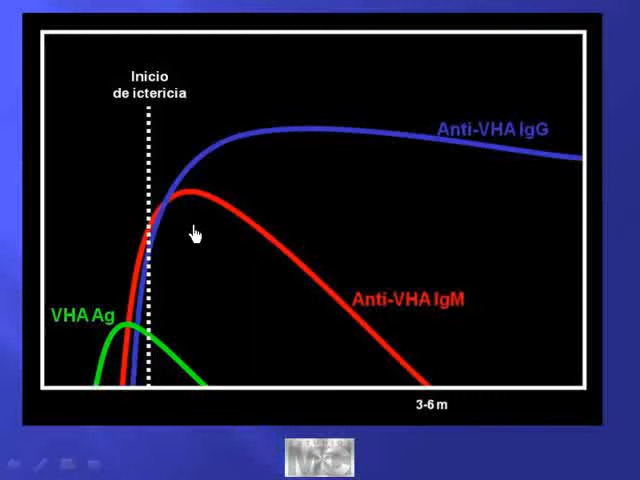 Inicio
de ictericia
Anti-VHA IgG
Anti-VHA IgM
VHA Ag
3-6 m